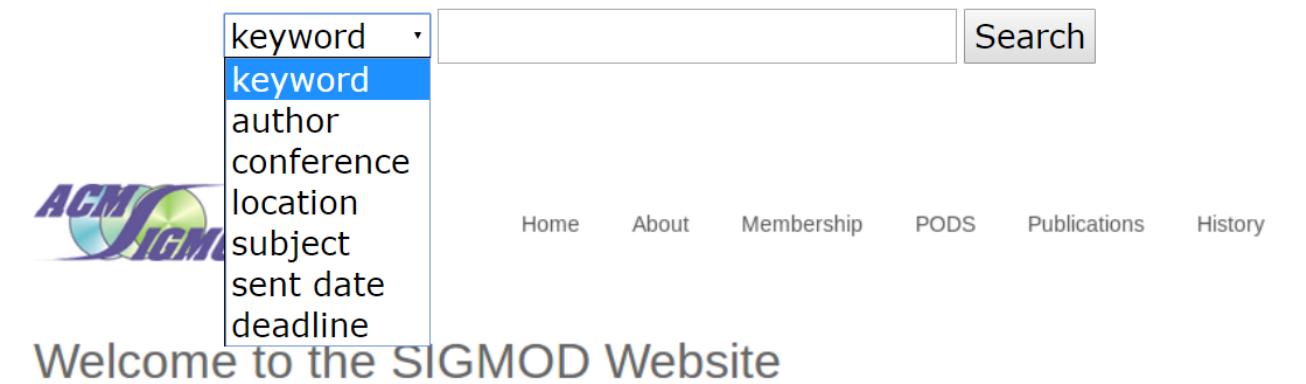 keyword Search
keyword
author
conference
location
subject
sent date
deadline
ACM
Home About Membership PODS Publications History
Welcome to the SIGMOD Website